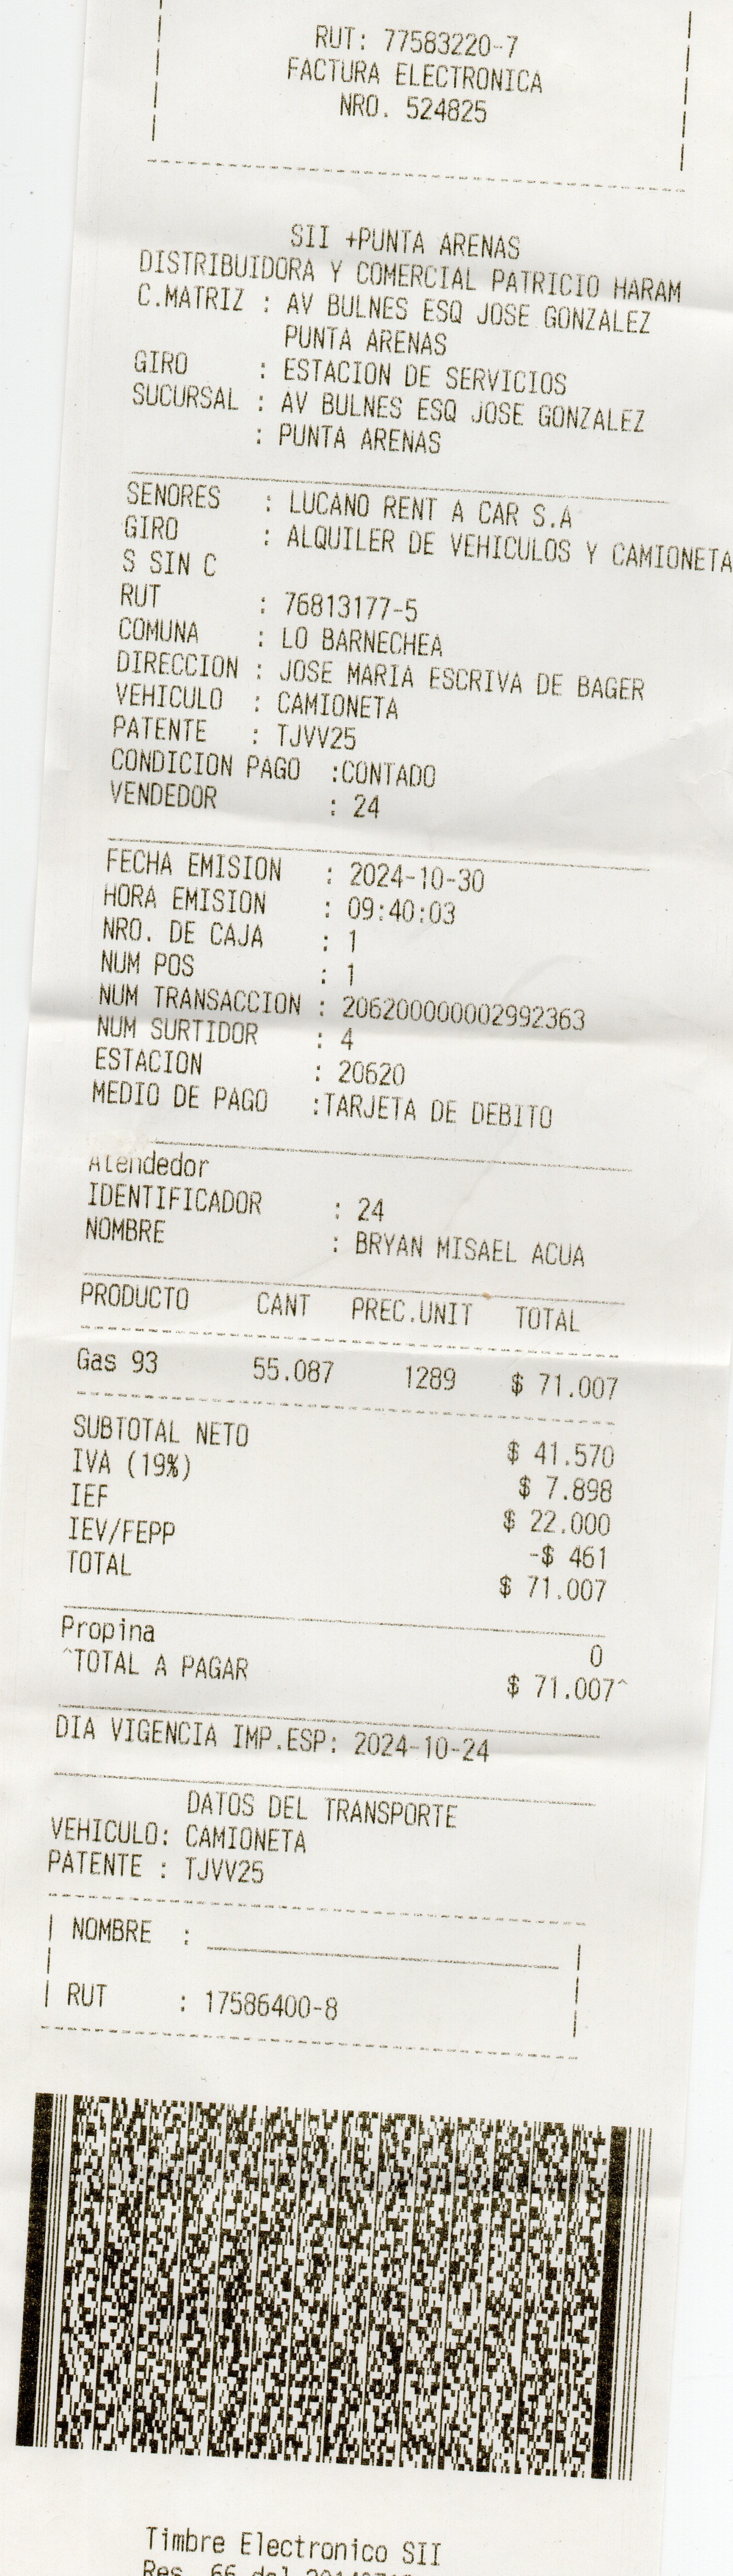 RUT: 77583220-7
FACTURA ELECTRONICA
NRO. 524825
SII +PUNTA ARENAS
DISTRIBUIDORA Y COMERCIAL PATRICIO HARAM
C.MATRIZ : AV BULNES ESQ JOSE GONZALEZ
PUNTA ARENAS
GIRO : ESTACION DE SERVICIOS
SUCURSAL : AV BULNES ESQ JOSE GONZALEZ
: PUNTA ARENAS
SENORES : LUCANO RENT A CAR S.A
GIRO : ALQUILER DE VEHICULOS Y CAMIONETA
S SIN C
RUT : 76813177-5
COMUNA : LO BARNECHEA
DIRECCION : JOSE MARIA ESCRIVA DE BAGER
VEHICULO : CAMIONETA
PATENTE : TJVV25
CONDICION PAGO :CONTADO
VENDEDOR : 24
FECHA EMISION : 2024-10-30
HORA EMISION : 09:40:03
NRO. DE CAJA : 1
NUM POS : 1
NUM TRANSACCION : 206200000002992363
NUM SURTIDOR : 4
ESTACION : 20620
MEDIO DE PAGO :TARJETA DE DEBITO
Atendedor
IDENTIFICADOR : 24
NOMBRE : BRYAN MISAEL ACUA
PRODUCTO CANT PREC.UNIT TOTAL
Gas 93 55.087 1289 $ 71.007
SUBTOTAL NETO $ 41.570
IVA (19%) $ 7.898
IEF $ 22.000
IEV/FEPP -$ 461
TOTAL $ 71.007
Propina 0
^TOTAL A PAGAR $ 71.007^
DIA VIGENCIA IMP.ESP: 2024-10-24
DATOS DEL TRANSPORTE
VEHICULO: CAMIONETA
PATENTE : TJVV25
NOMBRE :
RUT : 17586400-8
Timbre Electronico SII
Res. 66 del